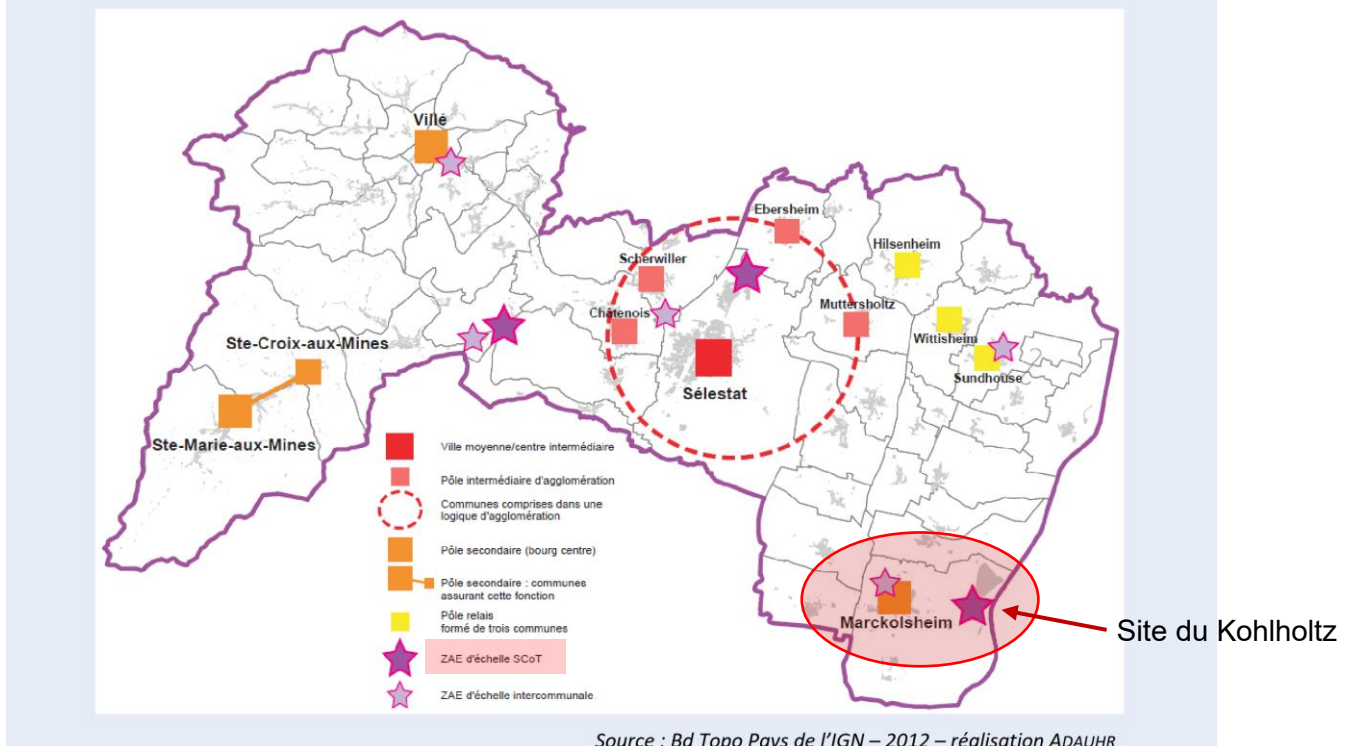 Villé
Ebersheim
Hilsenheim
Scherwiller
Châtenois
Muttersholtz
Wittisheim
Sundhouse
Ste-Croix-aux-Mines
Sélestat
Ste-Marie-aux-Mines
Ville moyenne/centre intermédiaire
Pôle intermédiaire d'agglomération
Communes comprises dans une
logique d'agglomération
Pôle secondaire (bourg centre)
Pôle secondaire : communes
assurant cette fonction
Pôle relais
formé de trois communes
ZAE d'échelle SCoT
ZAE d'échelle intercommunale
Marckolsheim
Site du Kohlholtz
Source : Bd Topo Pays de l'IGN – 2012 – réalisation ADAUHR